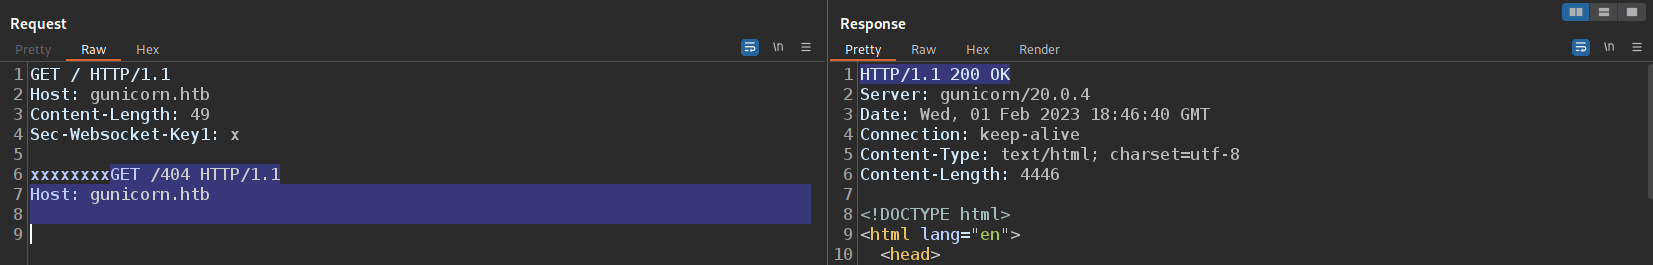 Request
Pretty Raw Hex
\n
1 GET / HTTP/1.1
2 Host: gunicorn.htb
3 Content-Length: 49
4 Sec-Websocket-Key1: x
5
6 xxxxxxxxGET /404 HTTP/1.1
7 Host: gunicorn.htb
8
9
Response
Pretty Raw Hex Render
\n
1 HTTP/1.1 200 OK
2 Server: gunicorn/20.0.4
3 Date: Wed, 01 Feb 2023 18:46:40 GMT
4 Connection: keep-alive
5 Content-Type: text/html; charset=utf-8
6 Content-Length: 4446
7
8 <!DOCTYPE html>
9 <html lang="en">
10 <head>